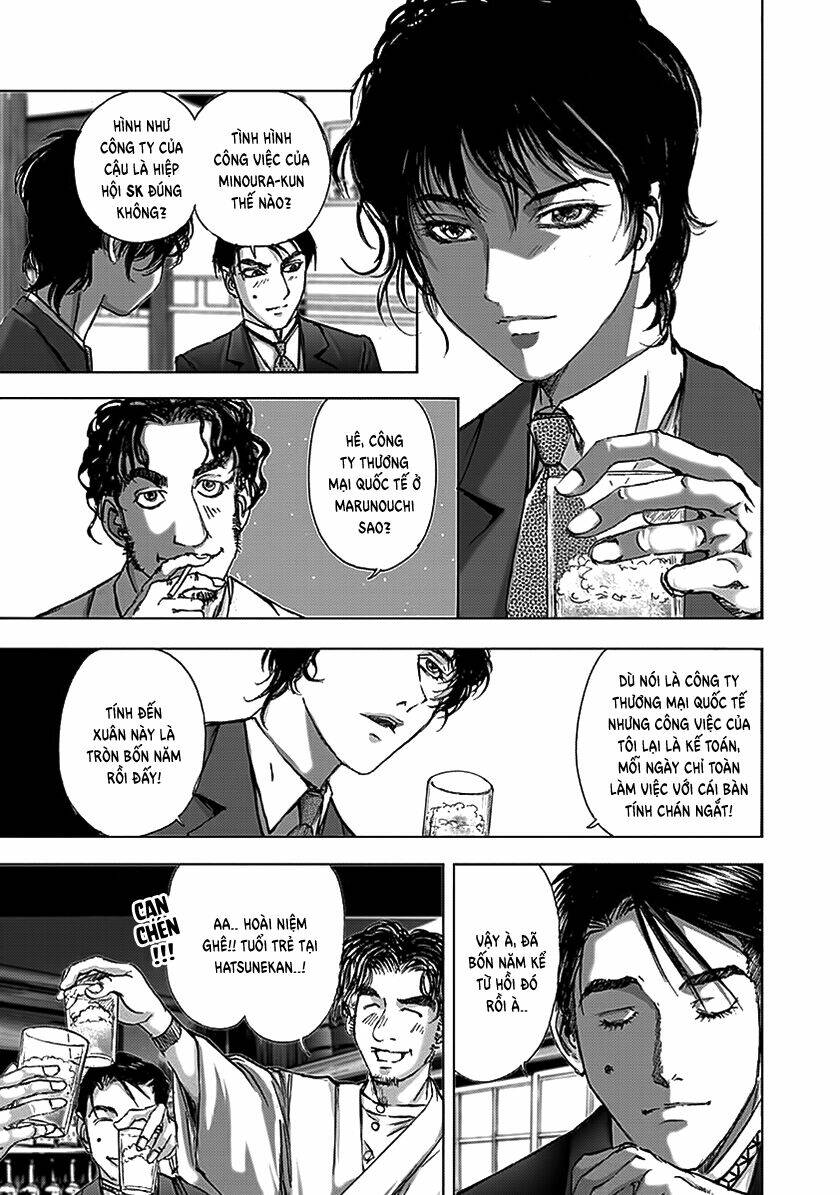 TÌNH HÌNH
CÔNG VIỆC CỦA
MINOURA-KUN
THẾ NÀO?
HÌNH NHƯ
CÔNG TY CỦA
CẬU LÀ HIỆP
HỘI SK ĐÚNG
KHÔNG?
HÊ, CÔNG
TY THƯƠNG
MẠI QUỐC TẾ Ở
MARUNOUCHI
SAO?
DÙ NÓI LÀ CÔNG TY
THƯƠNG MẠI QUỐC TẾ
NHƯNG CÔNG VIỆC CỦA
TÔI LẠI LÀ KẾ TOÁN,
MỖI NGÀY CHỈ TOÀN
LÀM VIỆC VỚI CÁI BÀN
TÍNH CHÁN NGẮT!
TÍNH ĐẾN
XUÂN NÀY LÀ
TRÒN BỐN NĂM
RỒI ĐẤY!
VẬY À, ĐÃ
BỐN NĂM KỂ
TỪ HỒI ĐÓ
RỒI À..
AA.. HOÀI NIỆM
GHÊ!! TUỔI TRẺ TẠI
HATSUNEKAN..!
CẠN
CHÉN
!!!